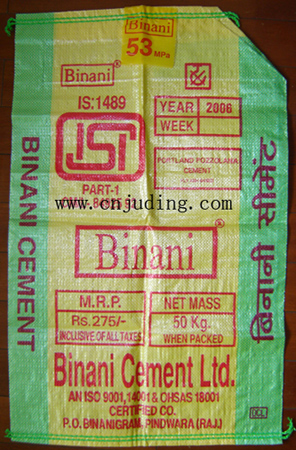 Binani®
53 MPa
Binani®
IS:1489
YEAR 2006
WEEK
PART-1
PORTLAND POZZOLANA
CEMENT
www.cnjuding.com
BINANI CEMENT
बिनानी सीमेंट
Binani®
M.R.P.
Rs.275/-
INCLUSIVE OF ALL TAXES
NET MASS
50 Kg.
WHEN PACKED
Binani Cement Ltd.
AN ISO 9001,14001 & OHSAS 18001
CERTIFIED CO.
P.O. BINANIGRAM, PINDWARA (RAJ.)